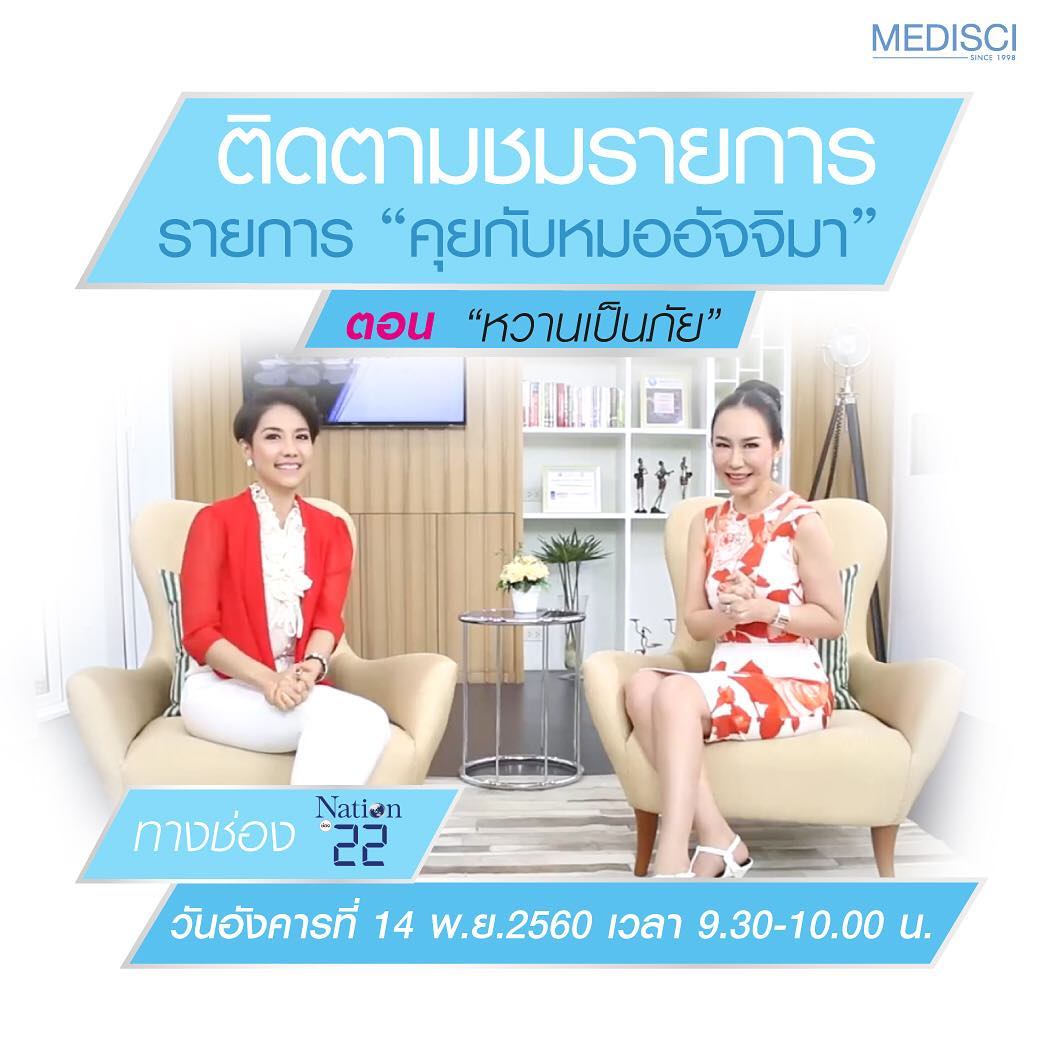 MEDISCI
SINCE 1998
ติดตามชมรายการ
รายการ “คุยกับหมออัจจิมา”
ตอน “หวานเป็นภัย”
ทางช่อง Nation ช่อง 22
วันอังคารที่ 14 พ.ย.2560 เวลา 9.30-10.00 น.